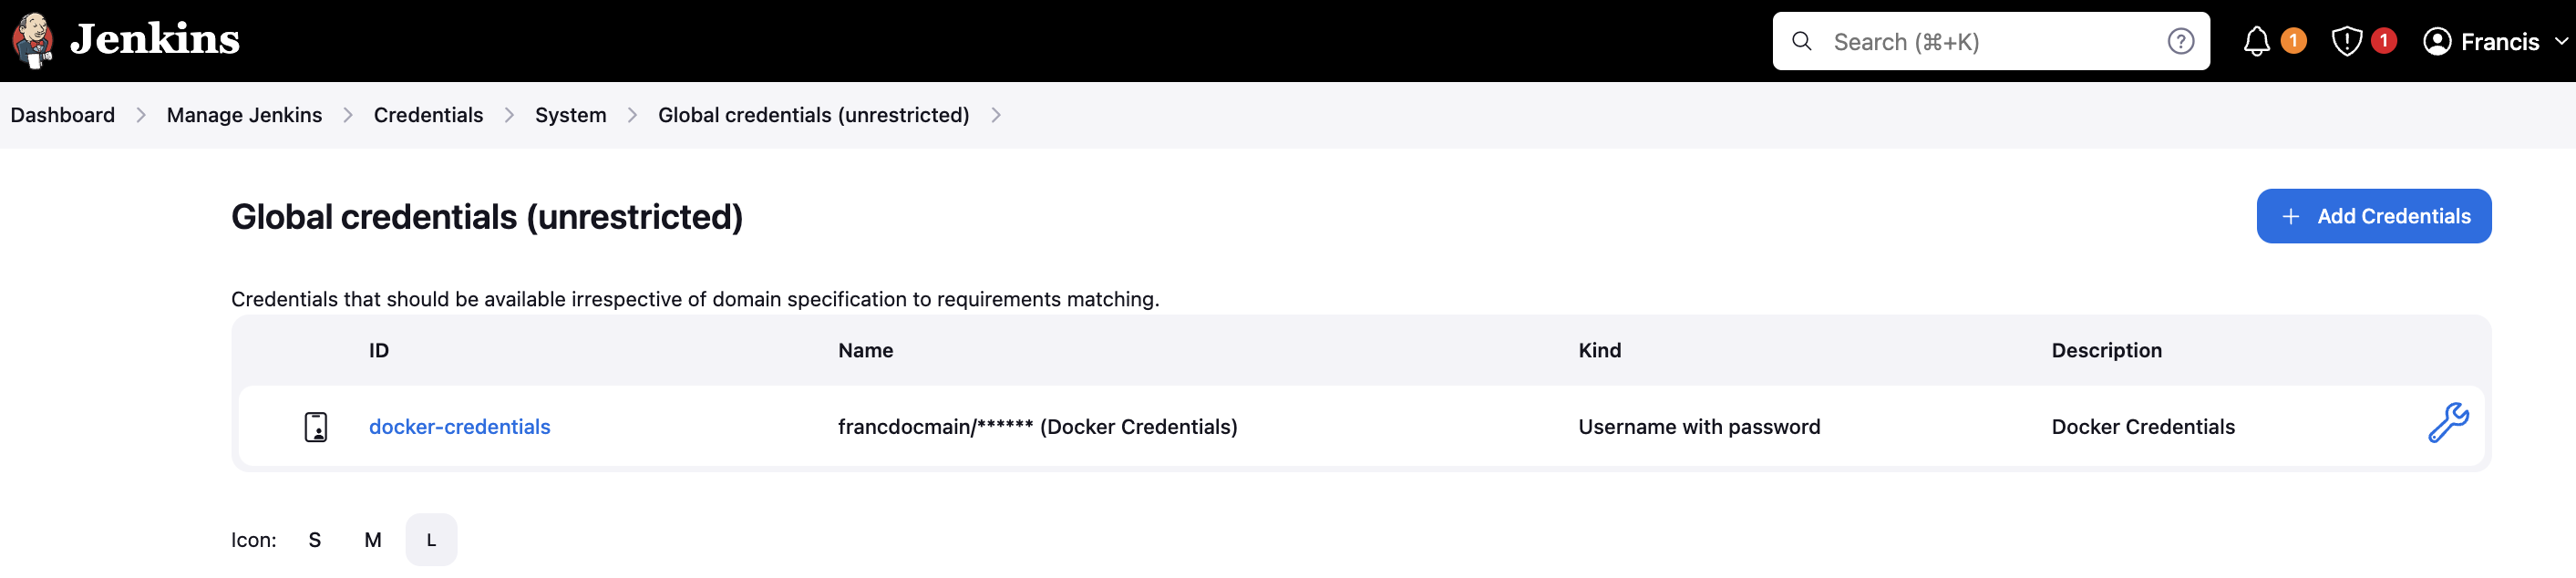 Jenkins
Search (⌘+K)
?
1
1
Francis
Dashboard > Manage Jenkins > Credentials > System > Global credentials (unrestricted) >
Global credentials (unrestricted)
+ Add Credentials
Credentials that should be available irrespective of domain specification to requirements matching.
ID Name Kind Description
docker-credentials francdocmain/****** (Docker Credentials) Username with password Docker Credentials
Icon: S M L